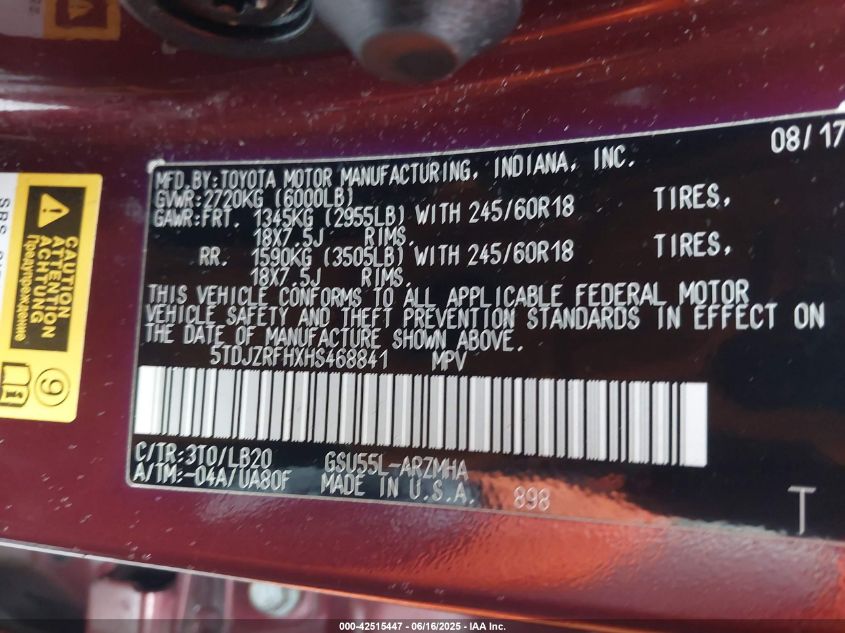 08/17
MFD.BY:TOYOTA MOTOR MANUFACTURING, INDIANA, INC.
GVWR:2720KG (6000LB)
GAWR:FRT. 1345KG (2955LB) WITH 245/60R18 TIRES,
18X7.5J RIMS.
RR. 1590KG (3505LB) WITH 245/60R18 TIRES,
18X7.5J RIMS.
THIS VEHICLE CONFORMS TO ALL APPLICABLE FEDERAL MOTOR
VEHICLE SAFETY AND THEFT PREVENTION STANDARDS IN EFFECT ON
THE DATE OF MANUFACTURE SHOWN ABOVE.
5TDJZRFHXHS468841 MPV
C/TR:3T0/LB20 GSU55L-ARZMHA
A/TM:-04A/UA80F MADE IN U.S.A. 898
T
CAUTION
ATTENTION
ACHTUNG
Предупреждение
9
000-42515447 - 06/16/2025 - IAA Inc.